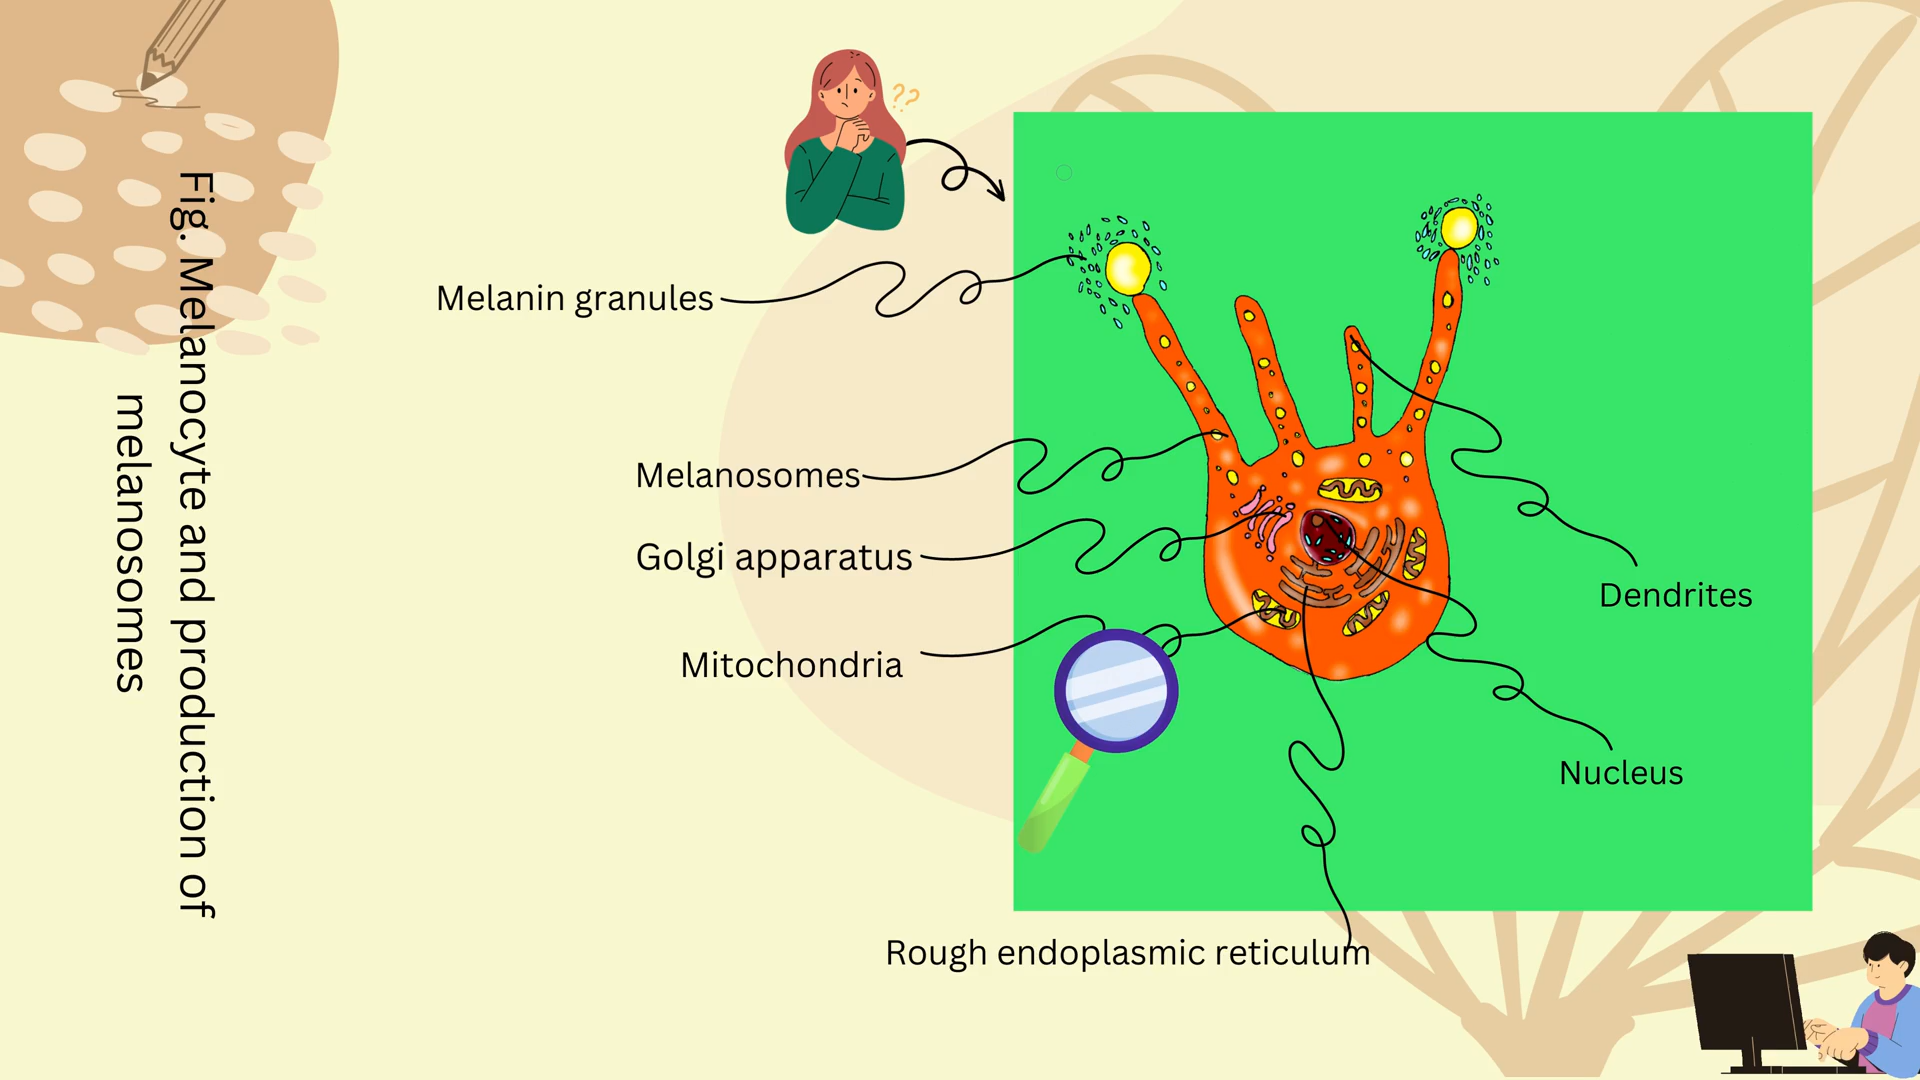 Fig. Melanocyte and production of
melanosomes
??
Melanin granules
Melanosomes
Golgi apparatus
Mitochondria
Dendrites
Nucleus
Rough endoplasmic reticulum